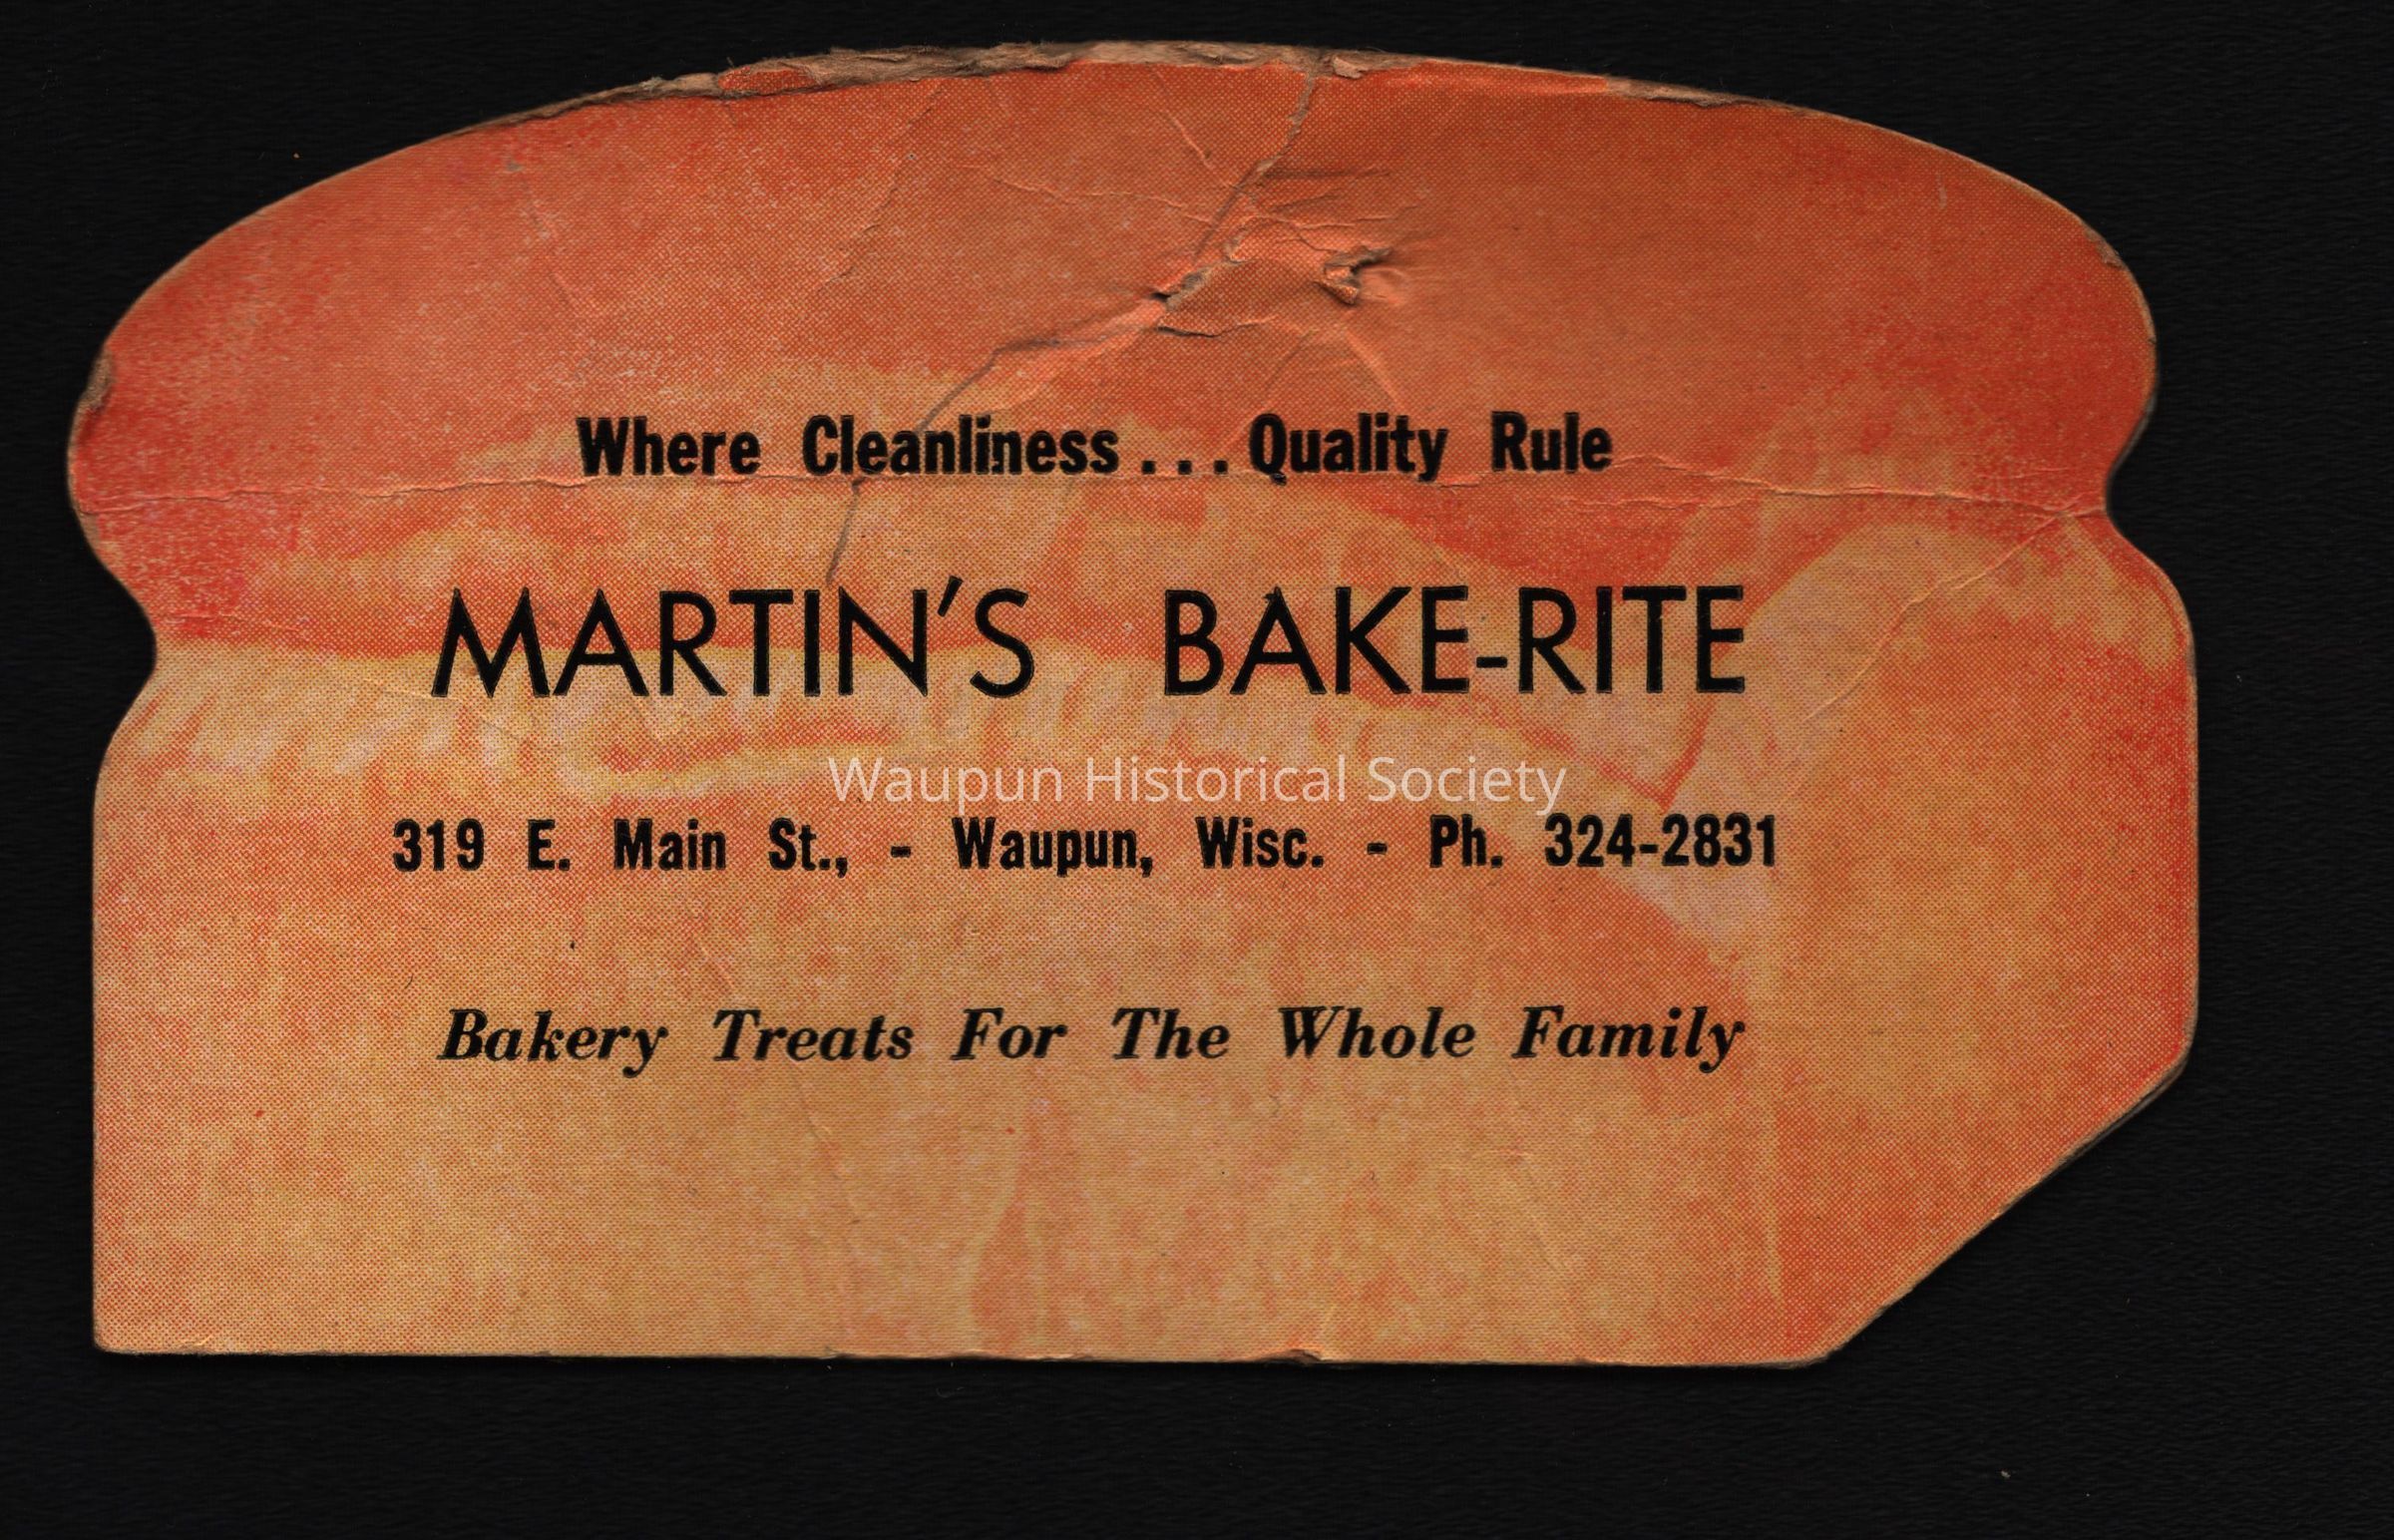 Where Cleanliness... Quality Rule
MARTIN'S BAKE-RITE
Waupun Historical Society
319 E. Main St., - Waupun, Wisc. - Ph. 324-2831
Bakery Treats For The Whole Family